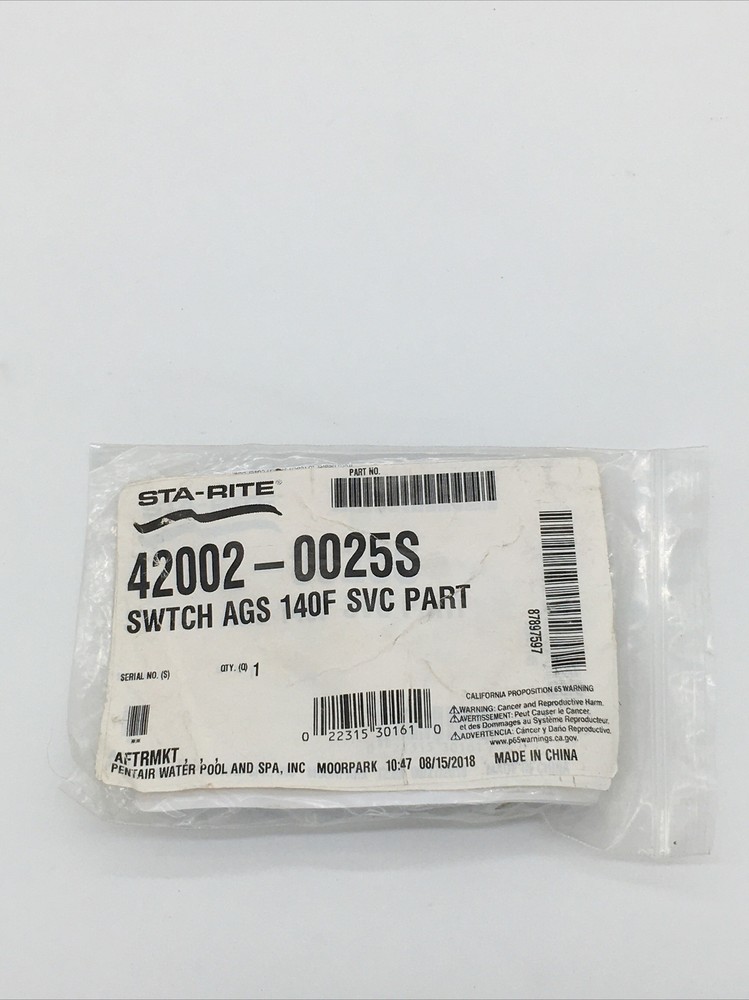 PART NO.
STA-RITE®
42002-0025S
SWTCH AGS 140F SVC PART
87897597
SERIAL NO. (S)
QTY. (Q) 1
0 22315 30161 0
CALIFORNIA PROPOSITION 65 WARNING
⚠WARNING: Cancer and Reproductive Harm.
⚠AVERTISSEMENT: Peut Causer le Cancer,
et des Dommages au Système Reproducteur.
⚠ADVERTENCIA: Cáncer y Daño Reproductivo.
www.p65warnings.ca.gov.
AFTRMKT , , ,
PENTAIR WATER POOL AND SPA, INC MOORPARK 10:47 08/15/2018 MADE IN CHINA